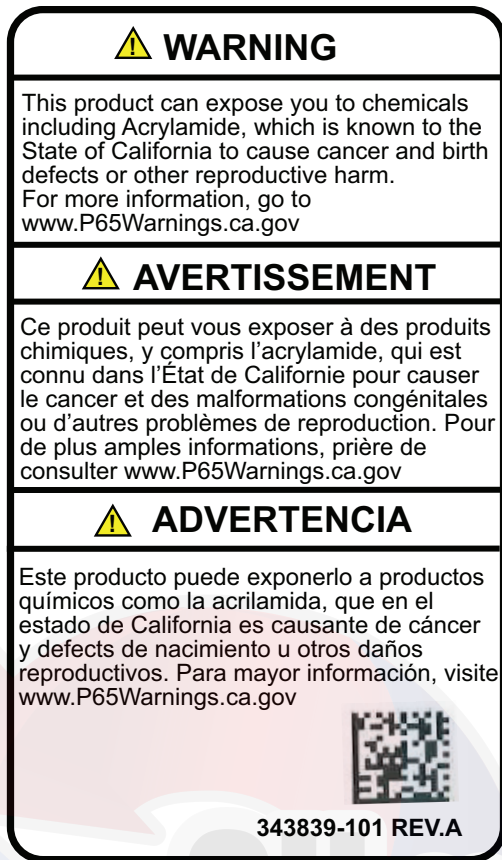 WARNING
This product can expose you to chemicals
including Acrylamide, which is known to the
State of California to cause cancer and birth
defects or other reproductive harm.
For more information, go to
www.P65Warnings.ca.gov
AVERTISSEMENT
Ce produit peut vous exposer à des produits
chimiques, y compris l’acrylamide, qui est
connu dans l’État de Californie pour causer
le cancer et des malformations congénitales
ou d’autres problèmes de reproduction. Pour
de plus amples informations, prière de
consulter www.P65Warnings.ca.gov
ADVERTENCIA
Este producto puede exponerlo a productos
químicos como la acrilamida, que en el
estado de California es causante de cáncer
y defects de nacimiento u otros daños
reproductivos. Para mayor información, visite
www.P65Warnings.ca.gov
343839-101 REV.A